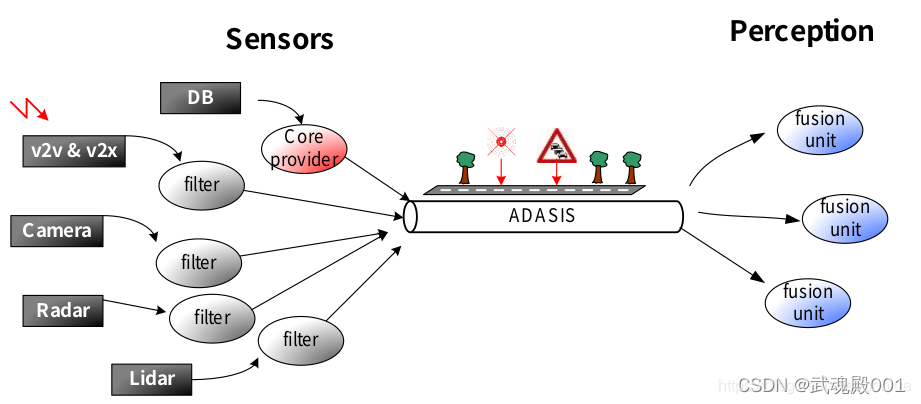 Sensors
Perception
DB
v2v & v2x
Core
provider
filter
Camera
filter
Radar
filter
Lidar
filter
ADASIS
fusion
unit
fusion
unit
fusion
unit
CSDN @武魂殿001